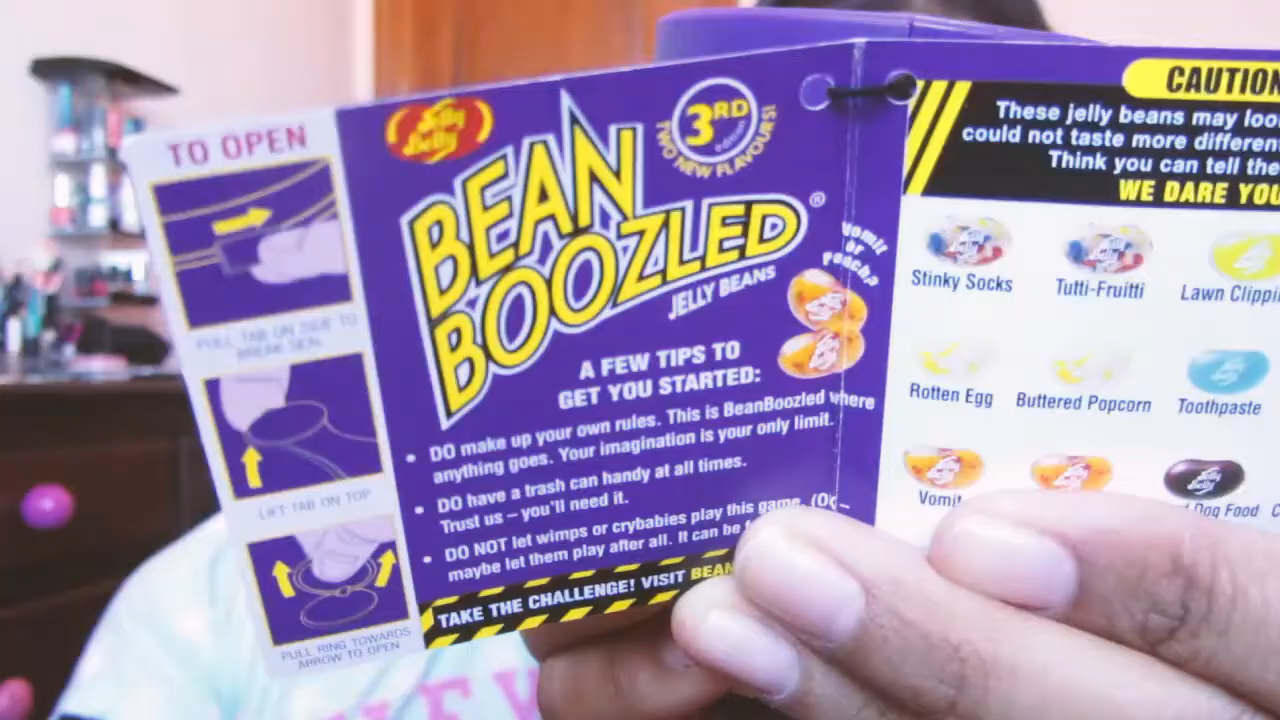 TO OPEN
PULL TAB ON SIDE TO
BREAK SEAL
LIFT TAB ON TOP
PULL RING TOWARDS
ARROW TO OPEN
Jelly
Belly
3RD
edition
TWO NEW FLAVOURS!
BEAN
BOOZLED®
JELLY BEANS
Vomit
or
Peach?
A FEW TIPS TO
GET YOU STARTED:
• DO make up your own rules. This is BeanBoozled where
anything goes. Your imagination is your only limit.
• DO have a trash can handy at all times.
Trust us – you'll need it.
• DO NOT let wimps or crybabies play this game. (Ok –
maybe let them play after all. It can be
TAKE THE CHALLENGE! VISIT BEAN
CAUTION
These jelly beans may loo
could not taste more different
Think you can tell the
WE DARE YOU
Stinky Socks
Tutti-Fruitti
Lawn Clippi
Rotten Egg
Buttered Popcorn
Toothpaste
Vomit
d Dog Food
C